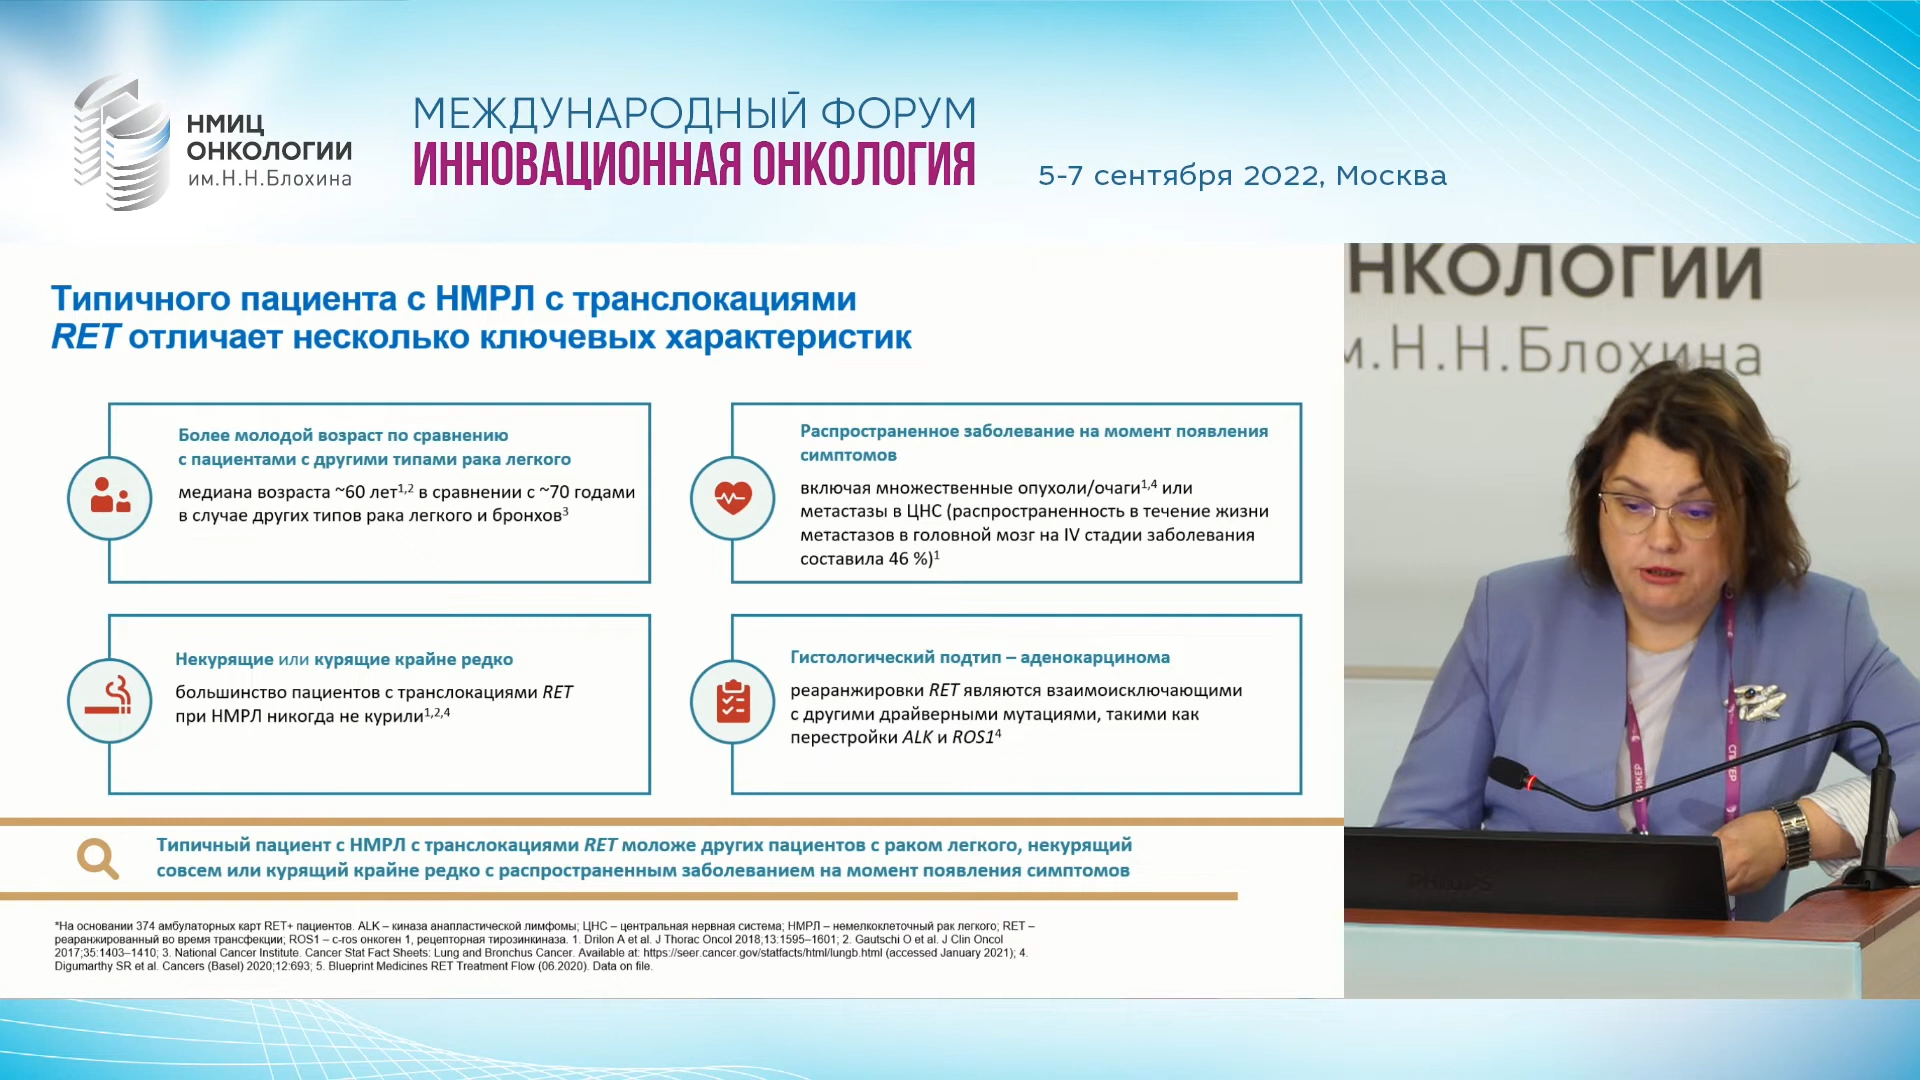 НМИЦ
ОНКОЛОГИИ
им.Н.Н.Блохина
МЕЖДУНАРОДНЫЙ ФОРУМ
ИННОВАЦИОННАЯ ОНКОЛОГИЯ
5-7 сентября 2022, Москва
Типичного пациента с НМРЛ с транслокациями
RET отличает несколько ключевых характеристик
Более молодой возраст по сравнению
с пациентами с другими типами рака легкого
медиана возраста ~60 лет1,2 в сравнении с ~70 годами
в случае других типов рака легкого и бронхов3
Распространенное заболевание на момент появления
симптомов
включая множественные опухоли/очаги1,4 или
метастазы в ЦНС (распространенность в течение жизни
метастазов в головной мозг на IV стадии заболевания
составила 46 %)1
Некурящие или курящие крайне редко
большинство пациентов с транслокациями RET
при НМРЛ никогда не курили1,2,4
Гистологический подтип – аденокарцинома
реаранжировки RET являются взаимоисключающими
с другими драйверными мутациями, такими как
перестройки ALK и ROS14
Типичный пациент с НМРЛ с транслокациями RET моложе других пациентов с раком легкого, некурящий
совсем или курящий крайне редко с распространенным заболеванием на момент появления симптомов
*На основании 374 амбулаторных карт RET+ пациентов. ALK – киназа анапластической лимфомы; ЦНС – центральная нервная система; НМРЛ – немелкоклеточный рак легкого; RET –
реаранжированный во время трансфекции; ROS1 – c-ros онкоген 1, рецепторная тирозинкиназа. 1. Drilon A et al. J Thorac Oncol 2018;13:1595–1601; 2. Gautschi O et al. J Clin Oncol
2017;35:1403–1410; 3. National Cancer Institute. Cancer Stat Fact Sheets: Lung and Bronchus Cancer. Available at: https://seer.cancer.gov/statfacts/html/lungb.html (accessed January 2021); 4.
Digumarthy SR et al. Cancers (Basel) 2020;12:693; 5. Blueprint Medicines RET Treatment Flow (06.2020). Data on file.
НКОЛОГИИ
м.Н.Н.Блохина
PHILIPS